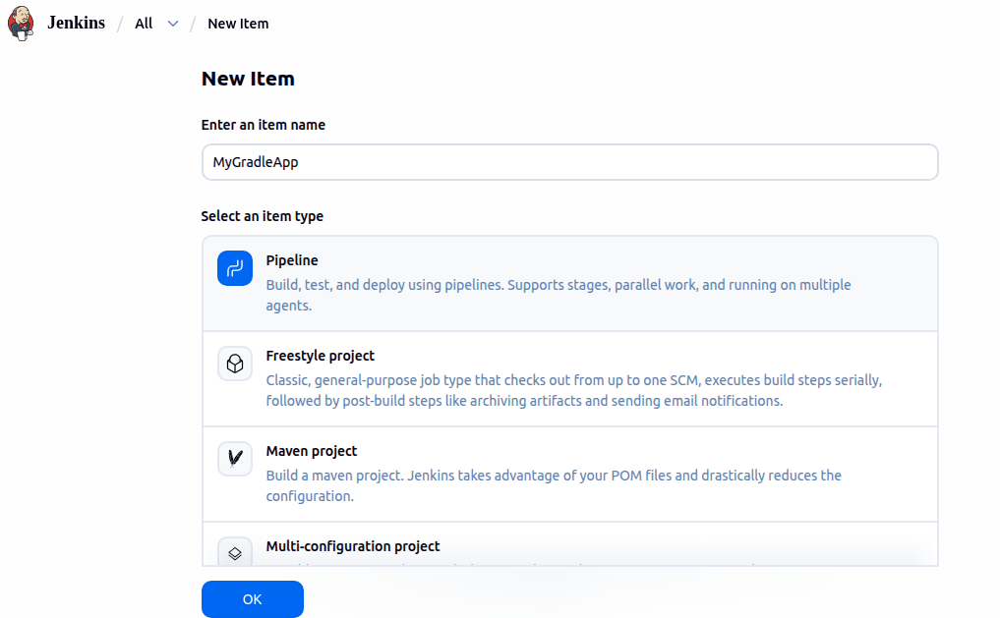 Jenkins / All / New Item
New Item
Enter an item name
MyGradleApp
Select an item type
Pipeline
Build, test, and deploy using pipelines. Supports stages, parallel work, and running on multiple
agents.
Freestyle project
Classic, general-purpose job type that checks out from up to one SCM, executes build steps serially,
followed by post-build steps like archiving artifacts and sending email notifications.
Maven project
Build a maven project. Jenkins takes advantage of your POM files and drastically reduces the
configuration.
Multi-configuration project
OK